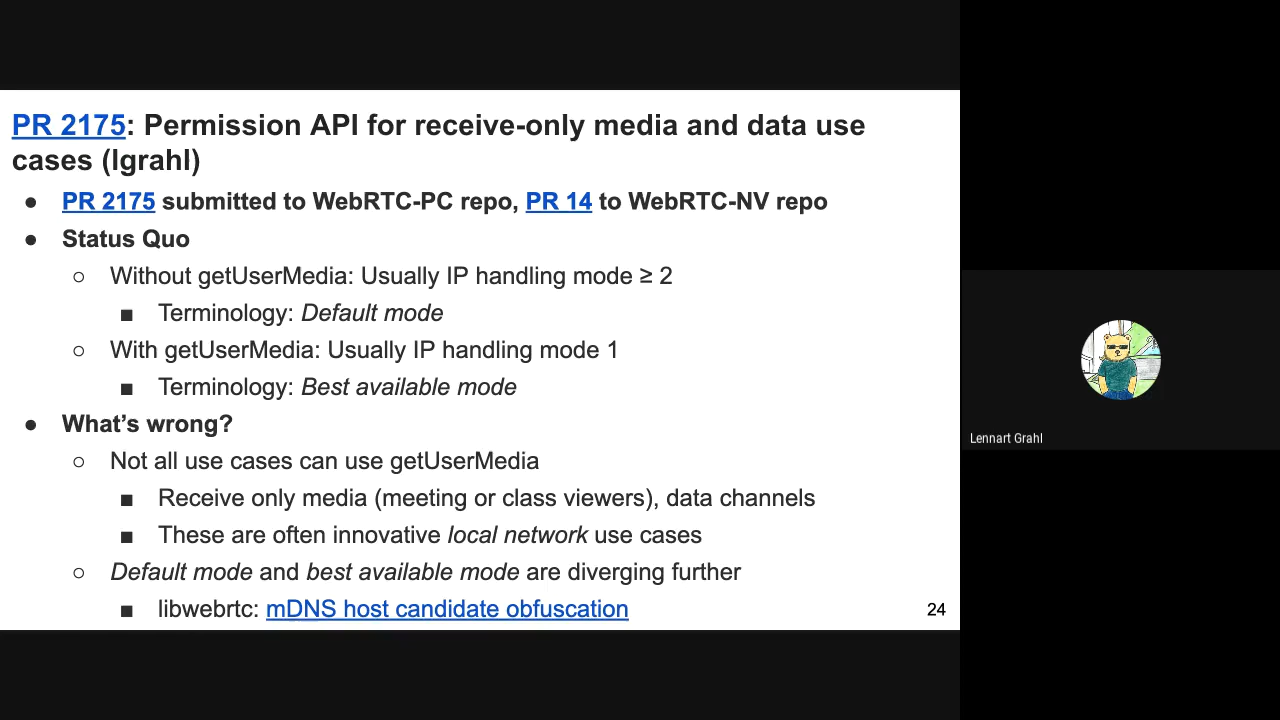 PR 2175: Permission API for receive-only media and data use
cases (lgrahl)
● PR 2175 submitted to WebRTC-PC repo, PR 14 to WebRTC-NV repo
● Status Quo
○ Without getUserMedia: Usually IP handling mode ≥ 2
■ Terminology: Default mode
○ With getUserMedia: Usually IP handling mode 1
■ Terminology: Best available mode
● What’s wrong?
○ Not all use cases can use getUserMedia
■ Receive only media (meeting or class viewers), data channels
■ These are often innovative local network use cases
○ Default mode and best available mode are diverging further
■ libwebrtc: mDNS host candidate obfuscation
24
Lennart Grahl